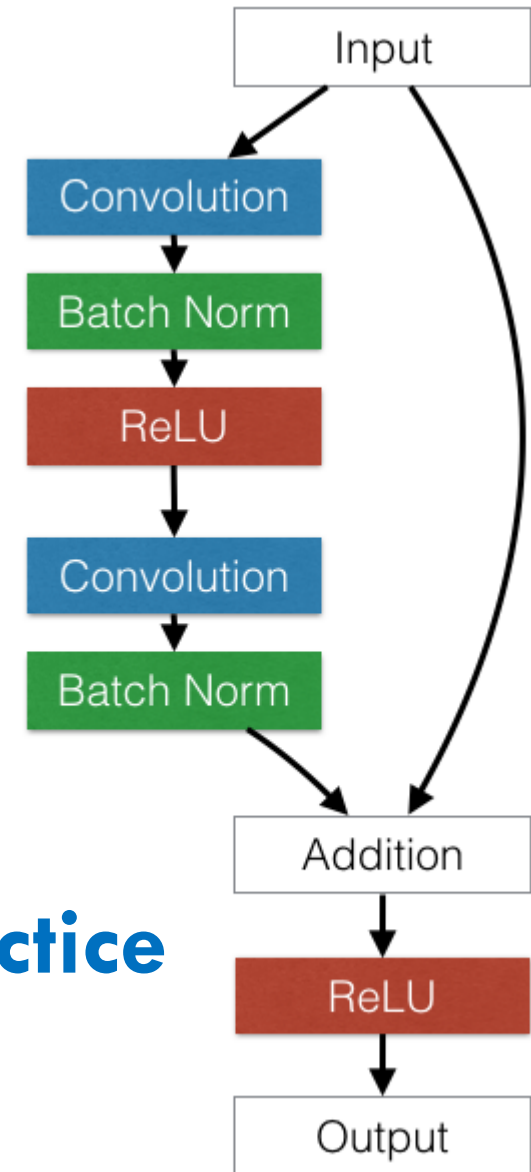 Input
Convolution
Batch Norm
ReLU
Convolution
Batch Norm
Addition
ctice
ReLU
Output